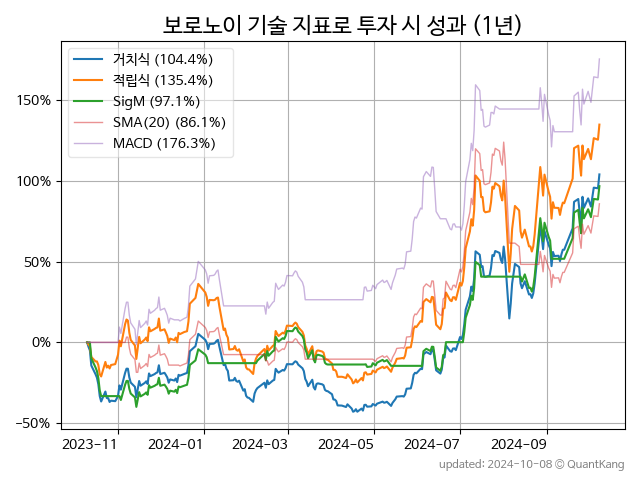 보로노이 기술 지표로 투자 시 성과 (1년)
거치식 (104.4%)
적립식 (135.4%)
SigM (97.1%)
SMA(20) (86.1%)
MACD (176.3%)
150%
100%
50%
0%
−50%
2023-11
2024-01
2024-03
2024-05
2024-07
2024-09
updated: 2024-10-08 © QuantKang